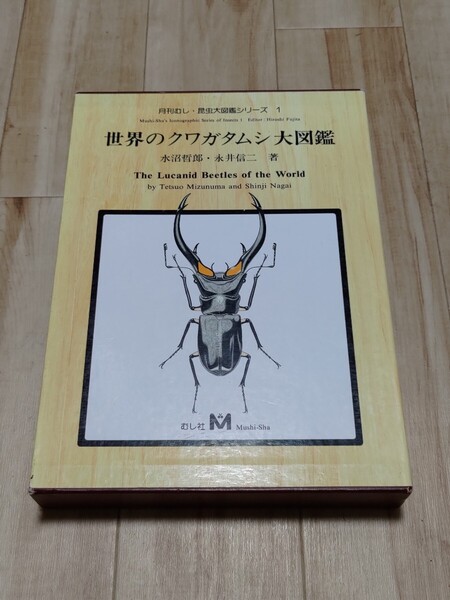 月刊むし・昆虫大図鑑シリーズ 1
Mushi-Sha's Iconographic Series of Insects 1 Editor: Hiroshi Fujita
世界のクワガタムシ大図鑑
水沼哲郎・永井信二 著
The Lucanid Beetles of the World
by Tetsuo Mizunuma and Shinji Nagai
むし社 M Mushi-Sha